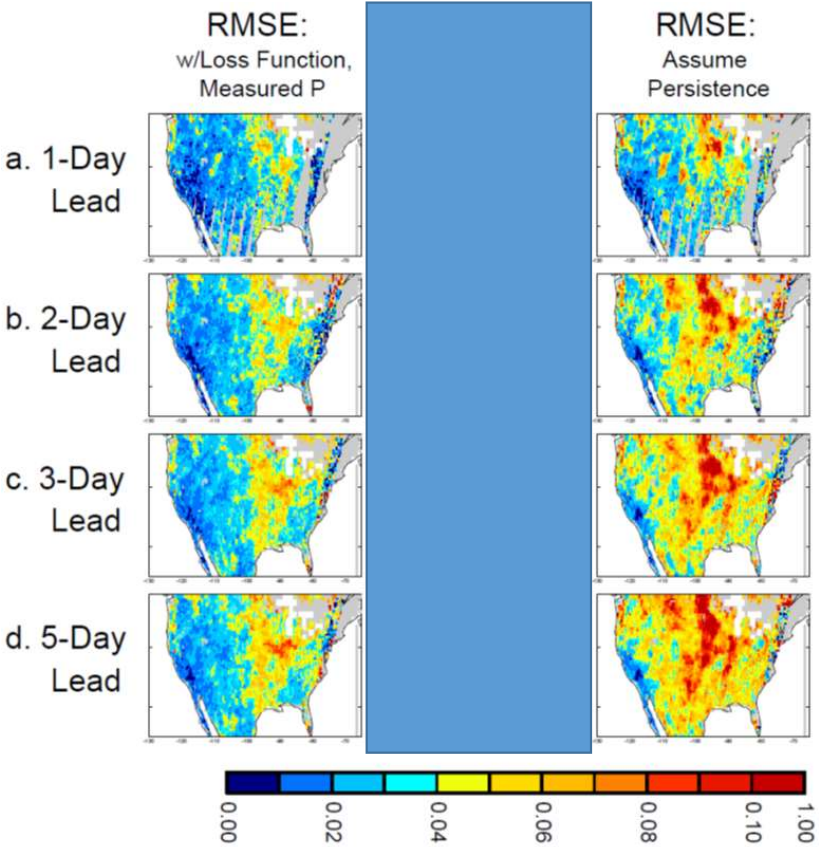 RMSE:
w/Loss Function,
Measured P
RMSE:
Assume
Persistence
a. 1-Day
Lead
b. 2-Day
Lead
c. 3-Day
Lead
d. 5-Day
Lead
0.00
0.02
0.04
0.06
0.08
0.10
1.00